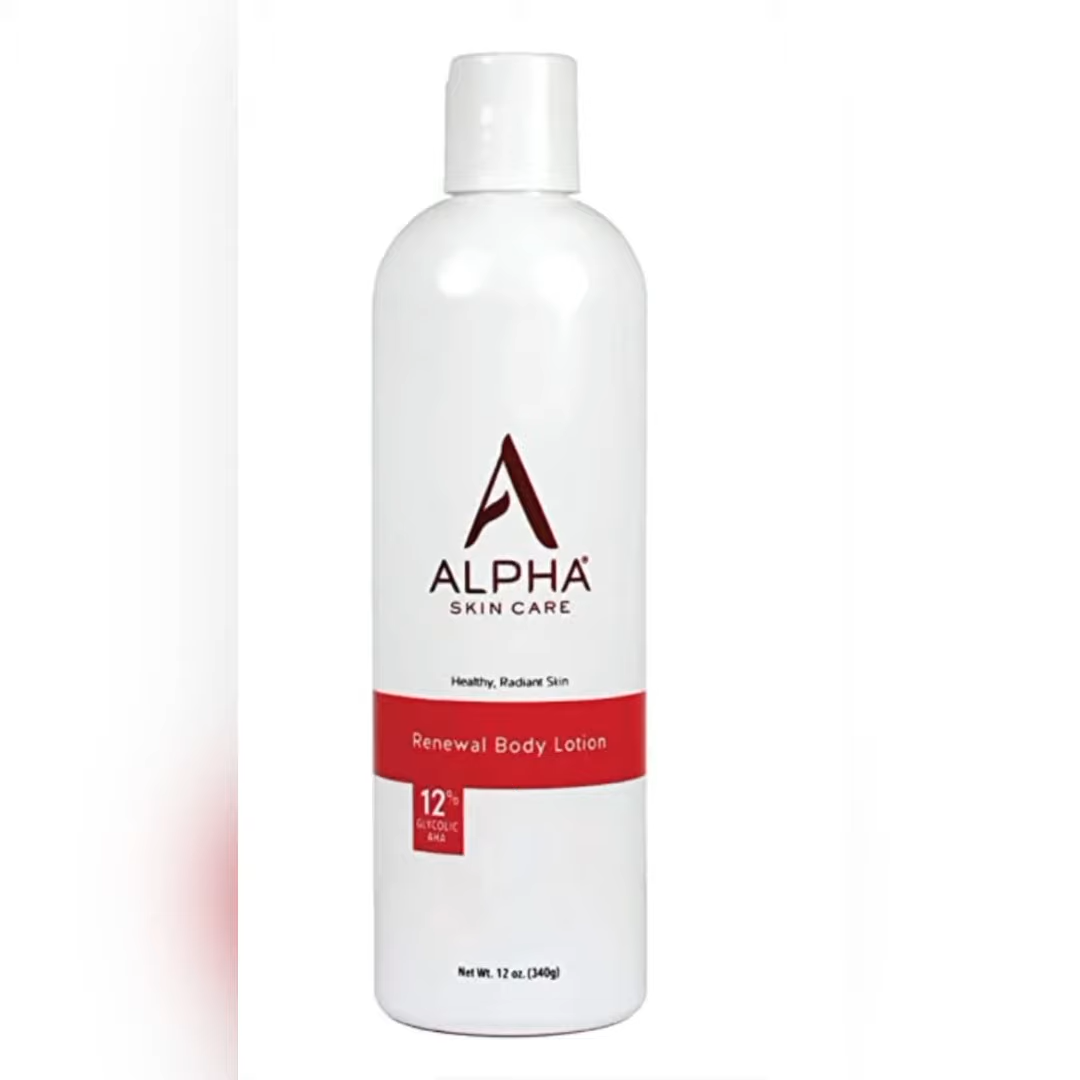 ALPHA®
SKIN CARE
Healthy, Radiant Skin
Renewal Body Lotion
12%
GLYCOLIC
AHA
Net Wt. 12 oz. (340g)